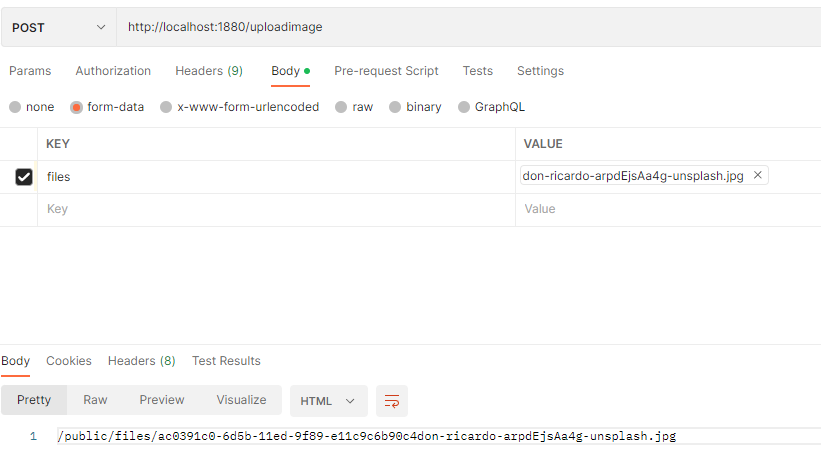 POST http://localhost:1880/uploadimage
Params Authorization Headers (9) Body Pre-request Script Tests Settings
none form-data x-www-form-urlencoded raw binary GraphQL
KEY VALUE
files don-ricardo-arpdEjsAa4g-unsplash.jpg
Key Value
Body Cookies Headers (8) Test Results
Pretty Raw Preview Visualize HTML
1 /public/files/ac0391c0-6d5b-11ed-9f89-e11c9c6b90c4don-ricardo-arpdEjsAa4g-unsplash.jpg